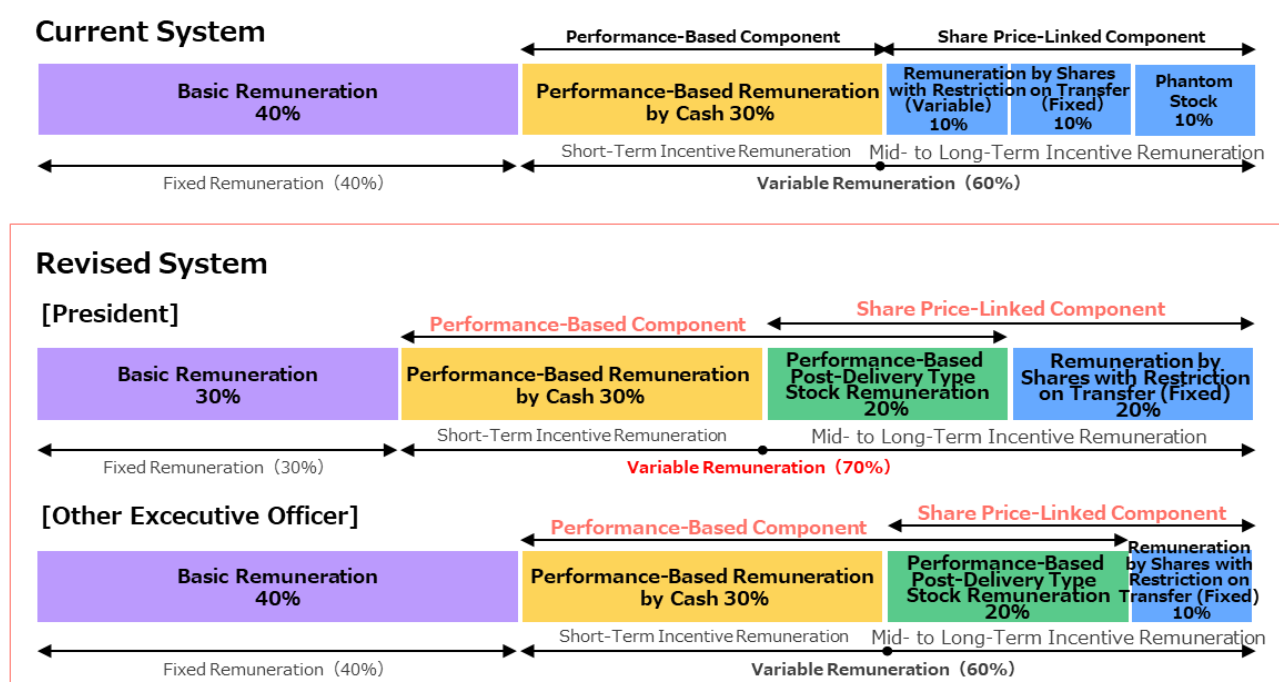 Current System
Performance-Based Component
Share Price-Linked Component
Basic Remuneration
40%
Performance-Based Remuneration
by Cash 30%
Remuneration by Shares
with Restriction on Transfer
(Variable)
10%
(Fixed)
10%
Phantom
Stock
10%
Short-Term Incentive Remuneration
Mid- to Long-Term Incentive Remuneration
Fixed Remuneration（40%）
Variable Remuneration（60%）
Revised System
[President]
Performance-Based Component
Share Price-Linked Component
Basic Remuneration
30%
Performance-Based Remuneration
by Cash 30%
Performance-Based
Post-Delivery Type
Stock Remuneration
20%
Remuneration by
Shares with Restriction
on Transfer (Fixed)
20%
Short-Term Incentive Remuneration
Mid- to Long-Term Incentive Remuneration
Fixed Remuneration（30%）
Variable Remuneration（70%）
[Other Excecutive Officer]
Performance-Based Component
Share Price-Linked Component
Basic Remuneration
40%
Performance-Based Remuneration
by Cash 30%
Performance-Based
Post-Delivery Type
Stock Remuneration
20%
Remuneration
by Shares with
Restriction on
Transfer (Fixed)
10%
Short-Term Incentive Remuneration
Mid- to Long-Term Incentive Remuneration
Fixed Remuneration（40%）
Variable Remuneration（60%）